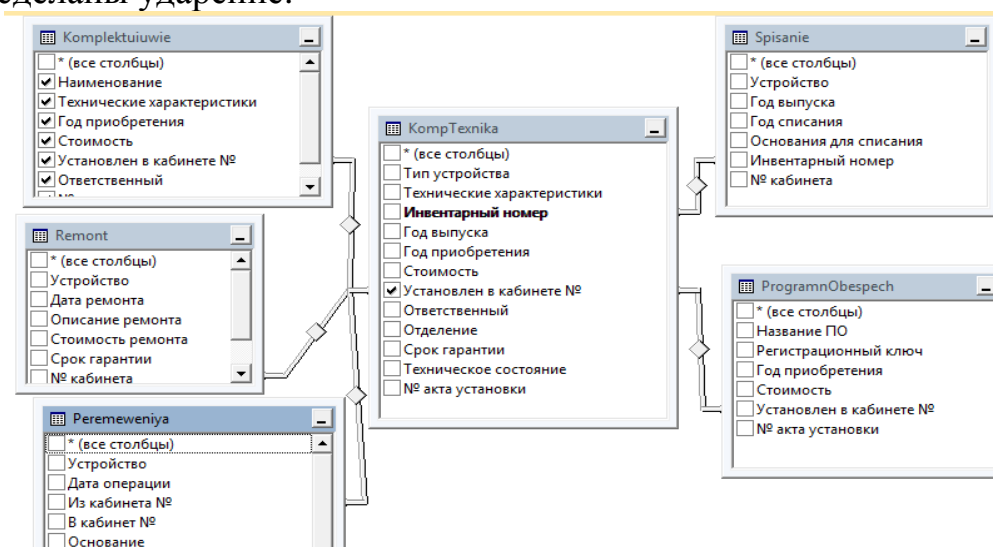 еделаны ударение.
Komplektuiuwie
* (все столбцы)
Наименование
Технические характеристики
Год приобретения
Стоимость
Установлен в кабинете №
Ответственный
Remont
* (все столбцы)
Устройство
Дата ремонта
Описание ремонта
Стоимость ремонта
Срок гарантии
№ кабинета
Peremeweniya
* (все столбцы)
Устройство
Дата операции
Из кабинета №
В кабинет №
Основание
KompTexnika
* (все столбцы)
Тип устройства
Технические характеристики
Инвентарный номер
Год выпуска
Год приобретения
Стоимость
Установлен в кабинете №
Ответственный
Отделение
Срок гарантии
Техническое состояние
№ акта установки
Spisanie
* (все столбцы)
Устройство
Год выпуска
Год списания
Основания для списания
Инвентарный номер
№ кабинета
ProgramnObespech
* (все столбцы)
Название ПО
Регистрационный ключ
Год приобретения
Стоимость
Установлен в кабинете №
№ акта установки